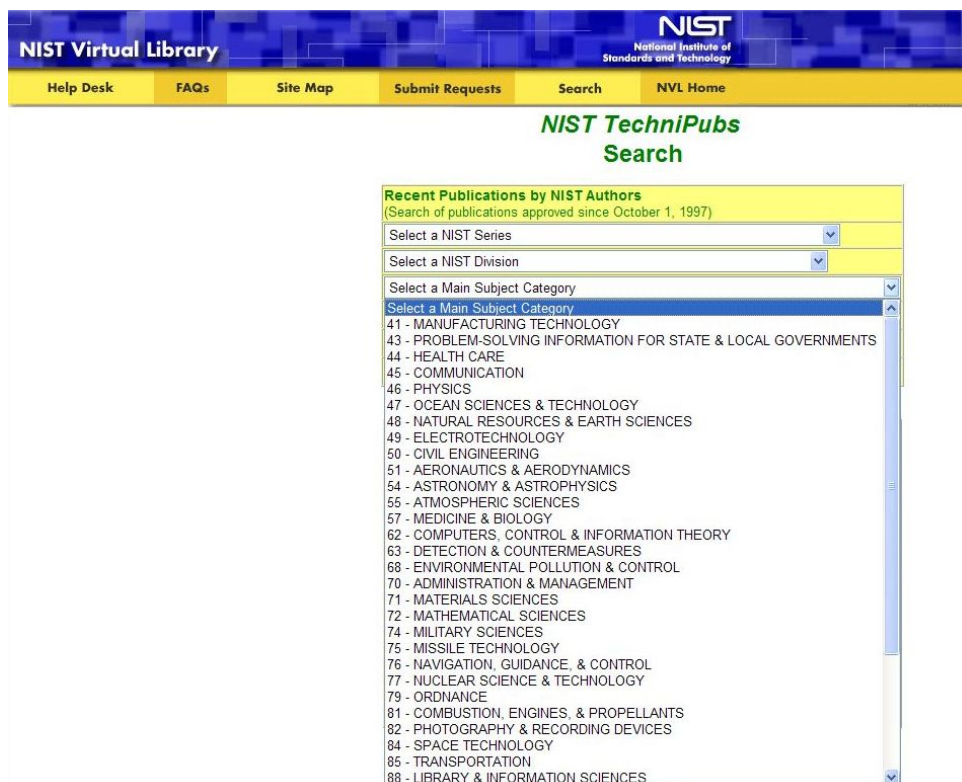 NIST Virtual Library
NIST
National Institute of
Standards and Technology
Help Desk FAQs Site Map Submit Requests Search NVL Home
NIST TechniPubs
Search
Recent Publications by NIST Authors
(Search of publications approved since October 1, 1997)
Select a NIST Series
Select a NIST Division
Select a Main Subject Category
Select a Main Subject Category
41 - MANUFACTURING TECHNOLOGY
43 - PROBLEM-SOLVING INFORMATION FOR STATE & LOCAL GOVERNMENTS
44 - HEALTH CARE
45 - COMMUNICATION
46 - PHYSICS
47 - OCEAN SCIENCES & TECHNOLOGY
48 - NATURAL RESOURCES & EARTH SCIENCES
49 - ELECTROTECHNOLOGY
50 - CIVIL ENGINEERING
51 - AERONAUTICS & AERODYNAMICS
54 - ASTRONOMY & ASTROPHYSICS
55 - ATMOSPHERIC SCIENCES
57 - MEDICINE & BIOLOGY
62 - COMPUTERS, CONTROL & INFORMATION THEORY
63 - DETECTION & COUNTERMEASURES
68 - ENVIRONMENTAL POLLUTION & CONTROL
70 - ADMINISTRATION & MANAGEMENT
71 - MATERIALS SCIENCES
72 - MATHEMATICAL SCIENCES
74 - MILITARY SCIENCES
75 - MISSILE TECHNOLOGY
76 - NAVIGATION, GUIDANCE, & CONTROL
77 - NUCLEAR SCIENCE & TECHNOLOGY
79 - ORDNANCE
81 - COMBUSTION, ENGINES, & PROPELLANTS
82 - PHOTOGRAPHY & RECORDING DEVICES
84 - SPACE TECHNOLOGY
85 - TRANSPORTATION
88 - LIBRARY & INFORMATION SCIENCES